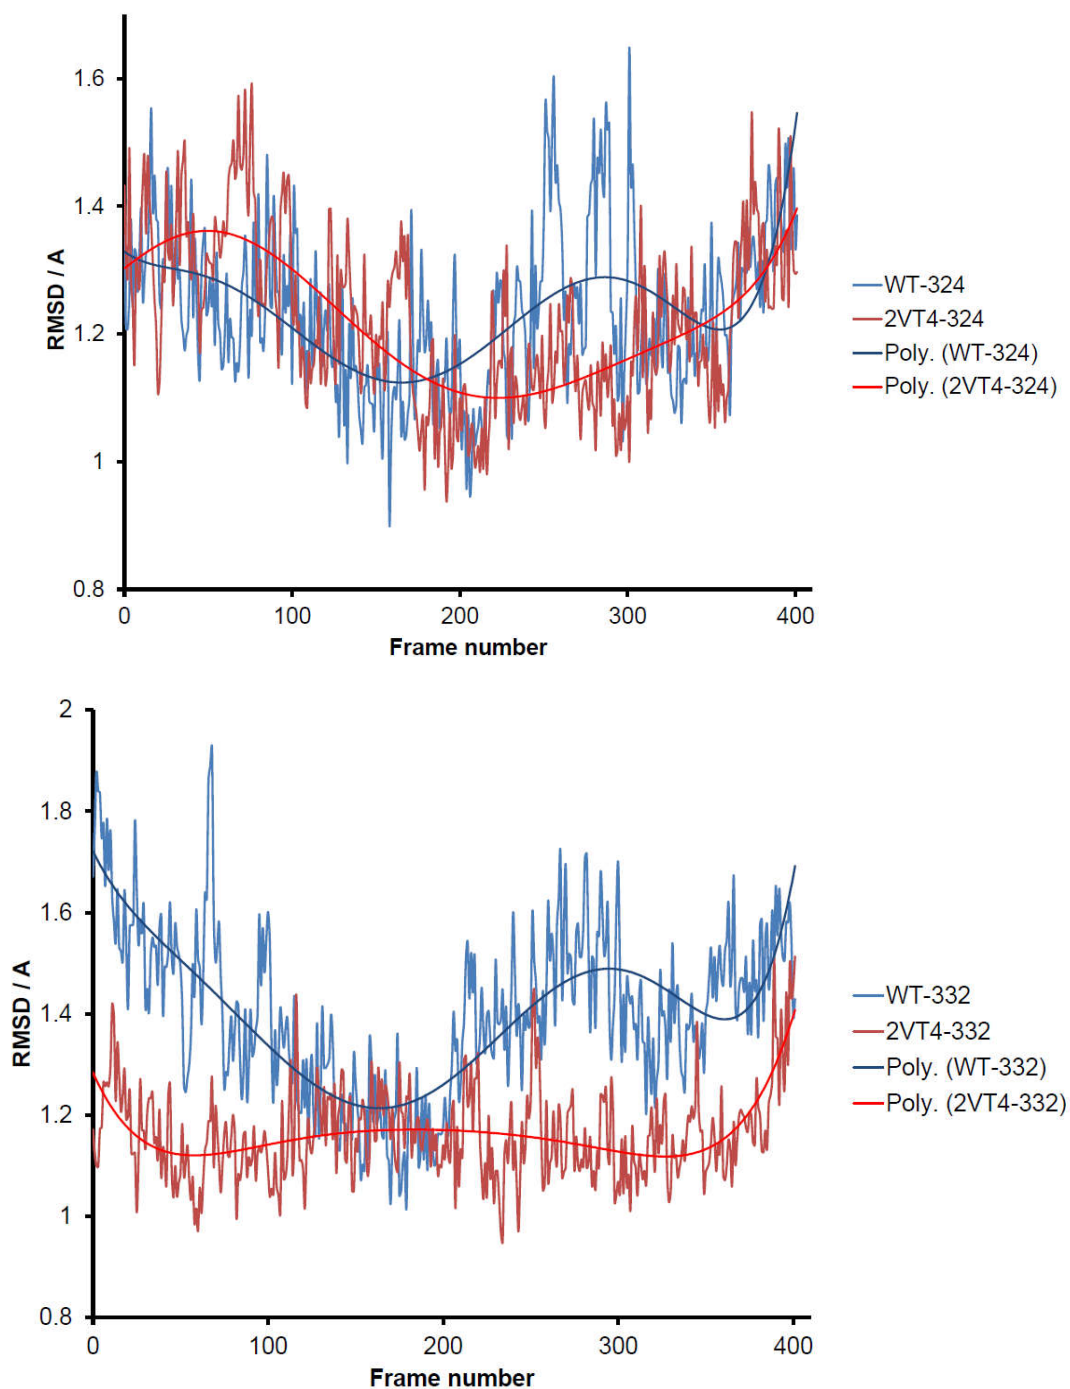 1.6
1.4
1.2
1
0.8
RMSD / A
0
100
200
300
400
Frame number
WT-324
2VT4-324
Poly. (WT-324)
Poly. (2VT4-324)
2
1.8
1.6
1.4
1.2
1
0.8
RMSD / A
0
100
200
300
400
Frame number
WT-332
2VT4-332
Poly. (WT-332)
Poly. (2VT4-332)